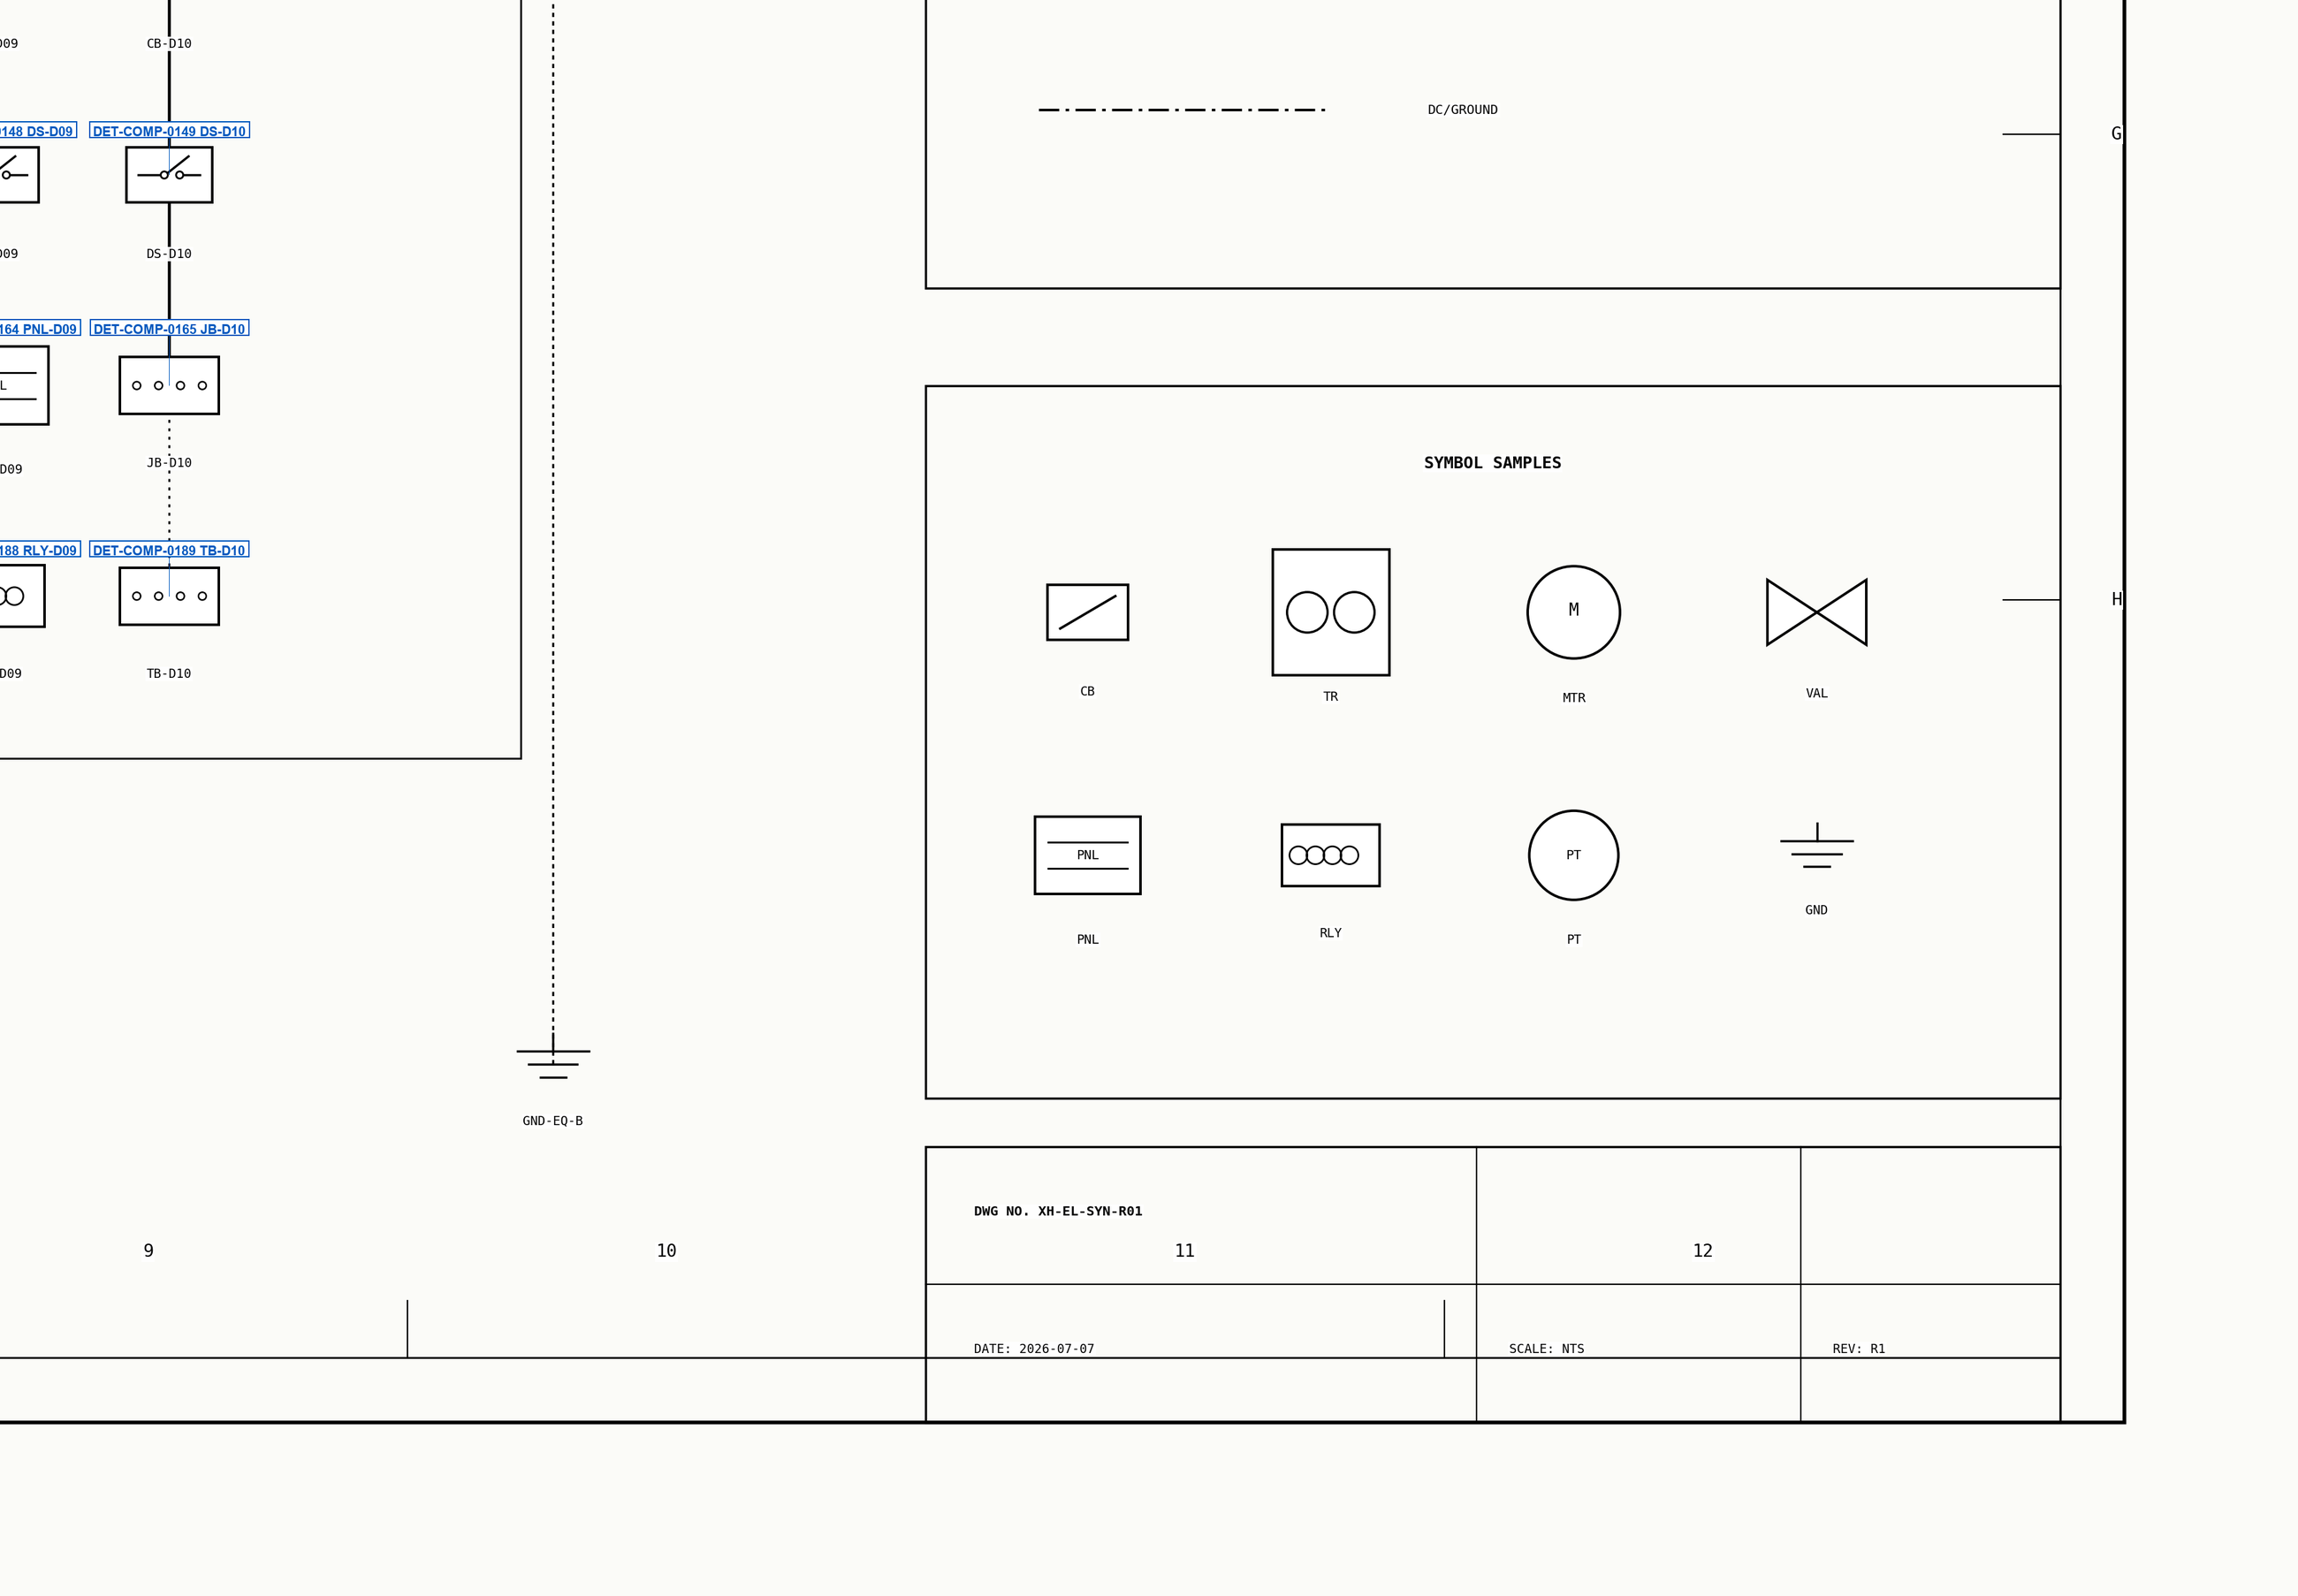 D09
CB-D10
DC/GROUND
G
0148 DS-D09
DET-COMP-0149 DS-D10
D09
DS-D10
164 PNL-D09
DET-COMP-0165 JB-D10
L
D09
JB-D10
188 RLY-D09
DET-COMP-0189 TB-D10
D09
TB-D10
SYMBOL SAMPLES
M
H
CB
TR
MTR
VAL
PNL
PT
PNL
RLY
PT
GND
GND-EQ-B
DWG NO. XH-EL-SYN-R01
9
10
11
12
DATE: 2026-07-07
SCALE: NTS
REV: R1